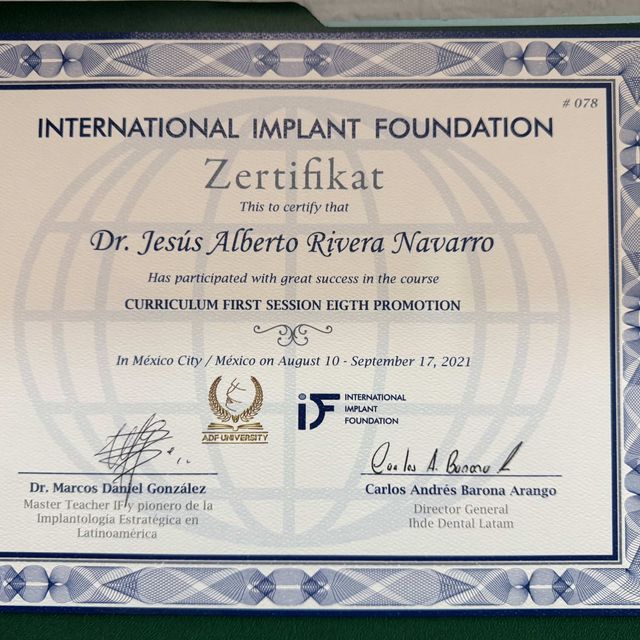 # 078
INTERNATIONAL IMPLANT FOUNDATION
Zertifikat
This to certify that
Dr. Jesús Alberto Rivera Navarro
Has participated with great success in the course
CURRICULUM FIRST SESSION EIGTH PROMOTION
In México City / México on August 10 - September 17, 2021
ADF UNIVERSITY
iF INTERNATIONAL
IMPLANT
FOUNDATION
Carlos A. Barona A
Dr. Marcos Daniel González
Master Teacher IF y pionero de la
Implantología Estratégica en
Latinoamérica
Carlos Andrés Barona Arango
Director General
Ihde Dental Latam